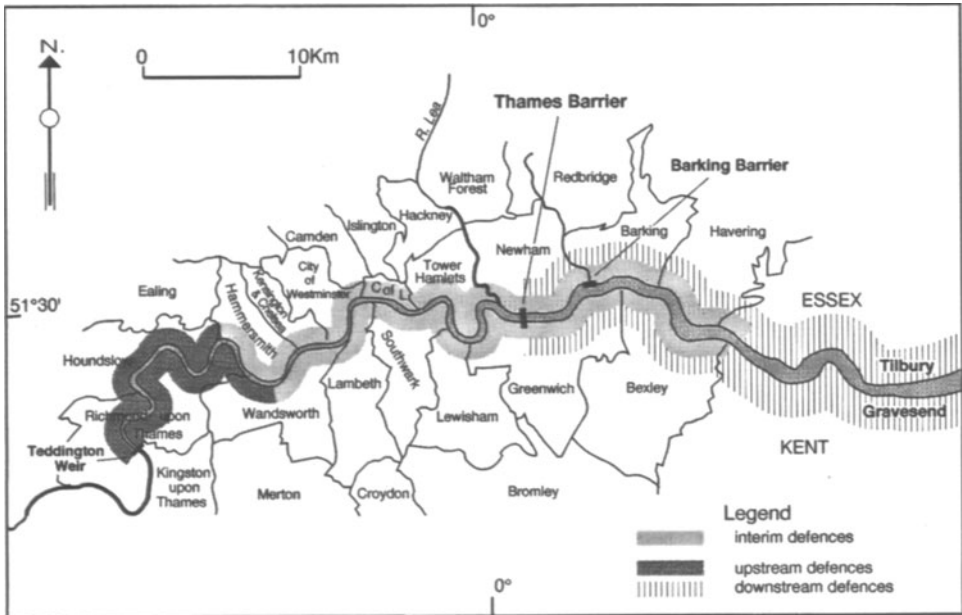 0°
N.
0 10Km
Thames Barrier
R. Lea
Waltham
Forest
Redbridge
Barking Barrier
Hackney
Islington
Camden
Newham
Barking
Havering
City
of
Westminster
Tower
Hamlets
C of L
Kensington
& Chelsea
Hammersmith
Ealing
51°30'
ESSEX
Hounslow
Southwark
Tilbury
Richmond upon
Thames
Wandsworth
Lambeth
Lewisham
Greenwich
Bexley
Gravesend
KENT
Teddington
Weir
Kingston
upon
Thames
Merton
Croydon
Bromley
Legend
interim defences
upstream defences
downstream defences
0°